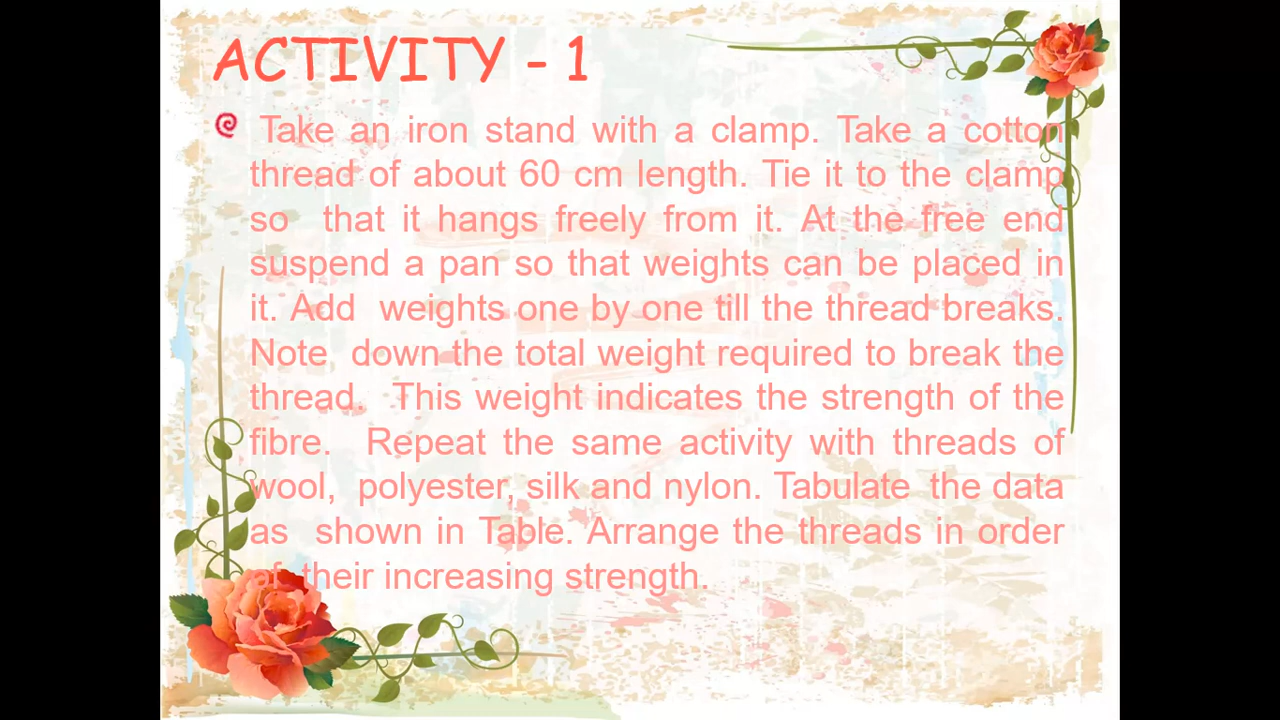 ACTIVITY - 1
Take an iron stand with a clamp. Take a cotton
thread of about 60 cm length. Tie it to the clamp
so that it hangs freely from it. At the free end
suspend a pan so that weights can be placed in
it. Add weights one by one till the thread breaks.
Note down the total weight required to break the
thread. This weight indicates the strength of the
fibre. Repeat the same activity with threads of
wool, polyester, silk and nylon. Tabulate the data
as shown in Table. Arrange the threads in order
of their increasing strength.